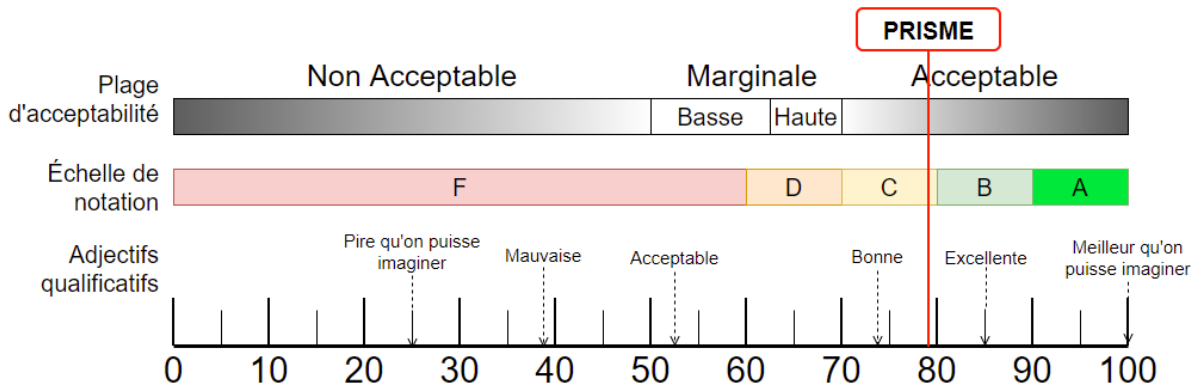 PRISME
Non Acceptable
Marginale
Acceptable
Plage
d'acceptabilité
Basse
Haute
Échelle de
notation
F
D
C
B
A
Adjectifs
qualificatifs
Pire qu'on puisse
imaginer
Mauvaise
Acceptable
Bonne
Excellente
Meilleur qu'on
puisse imaginer
0 10 20 30 40 50 60 70 80 90 100